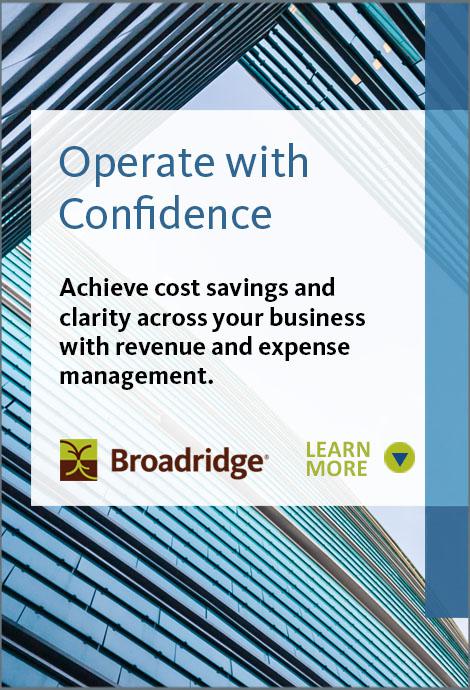 Operate with
Confidence
Achieve cost savings and
clarity across your business
with revenue and expense
management.
Broadridge®
LEARN
MORE